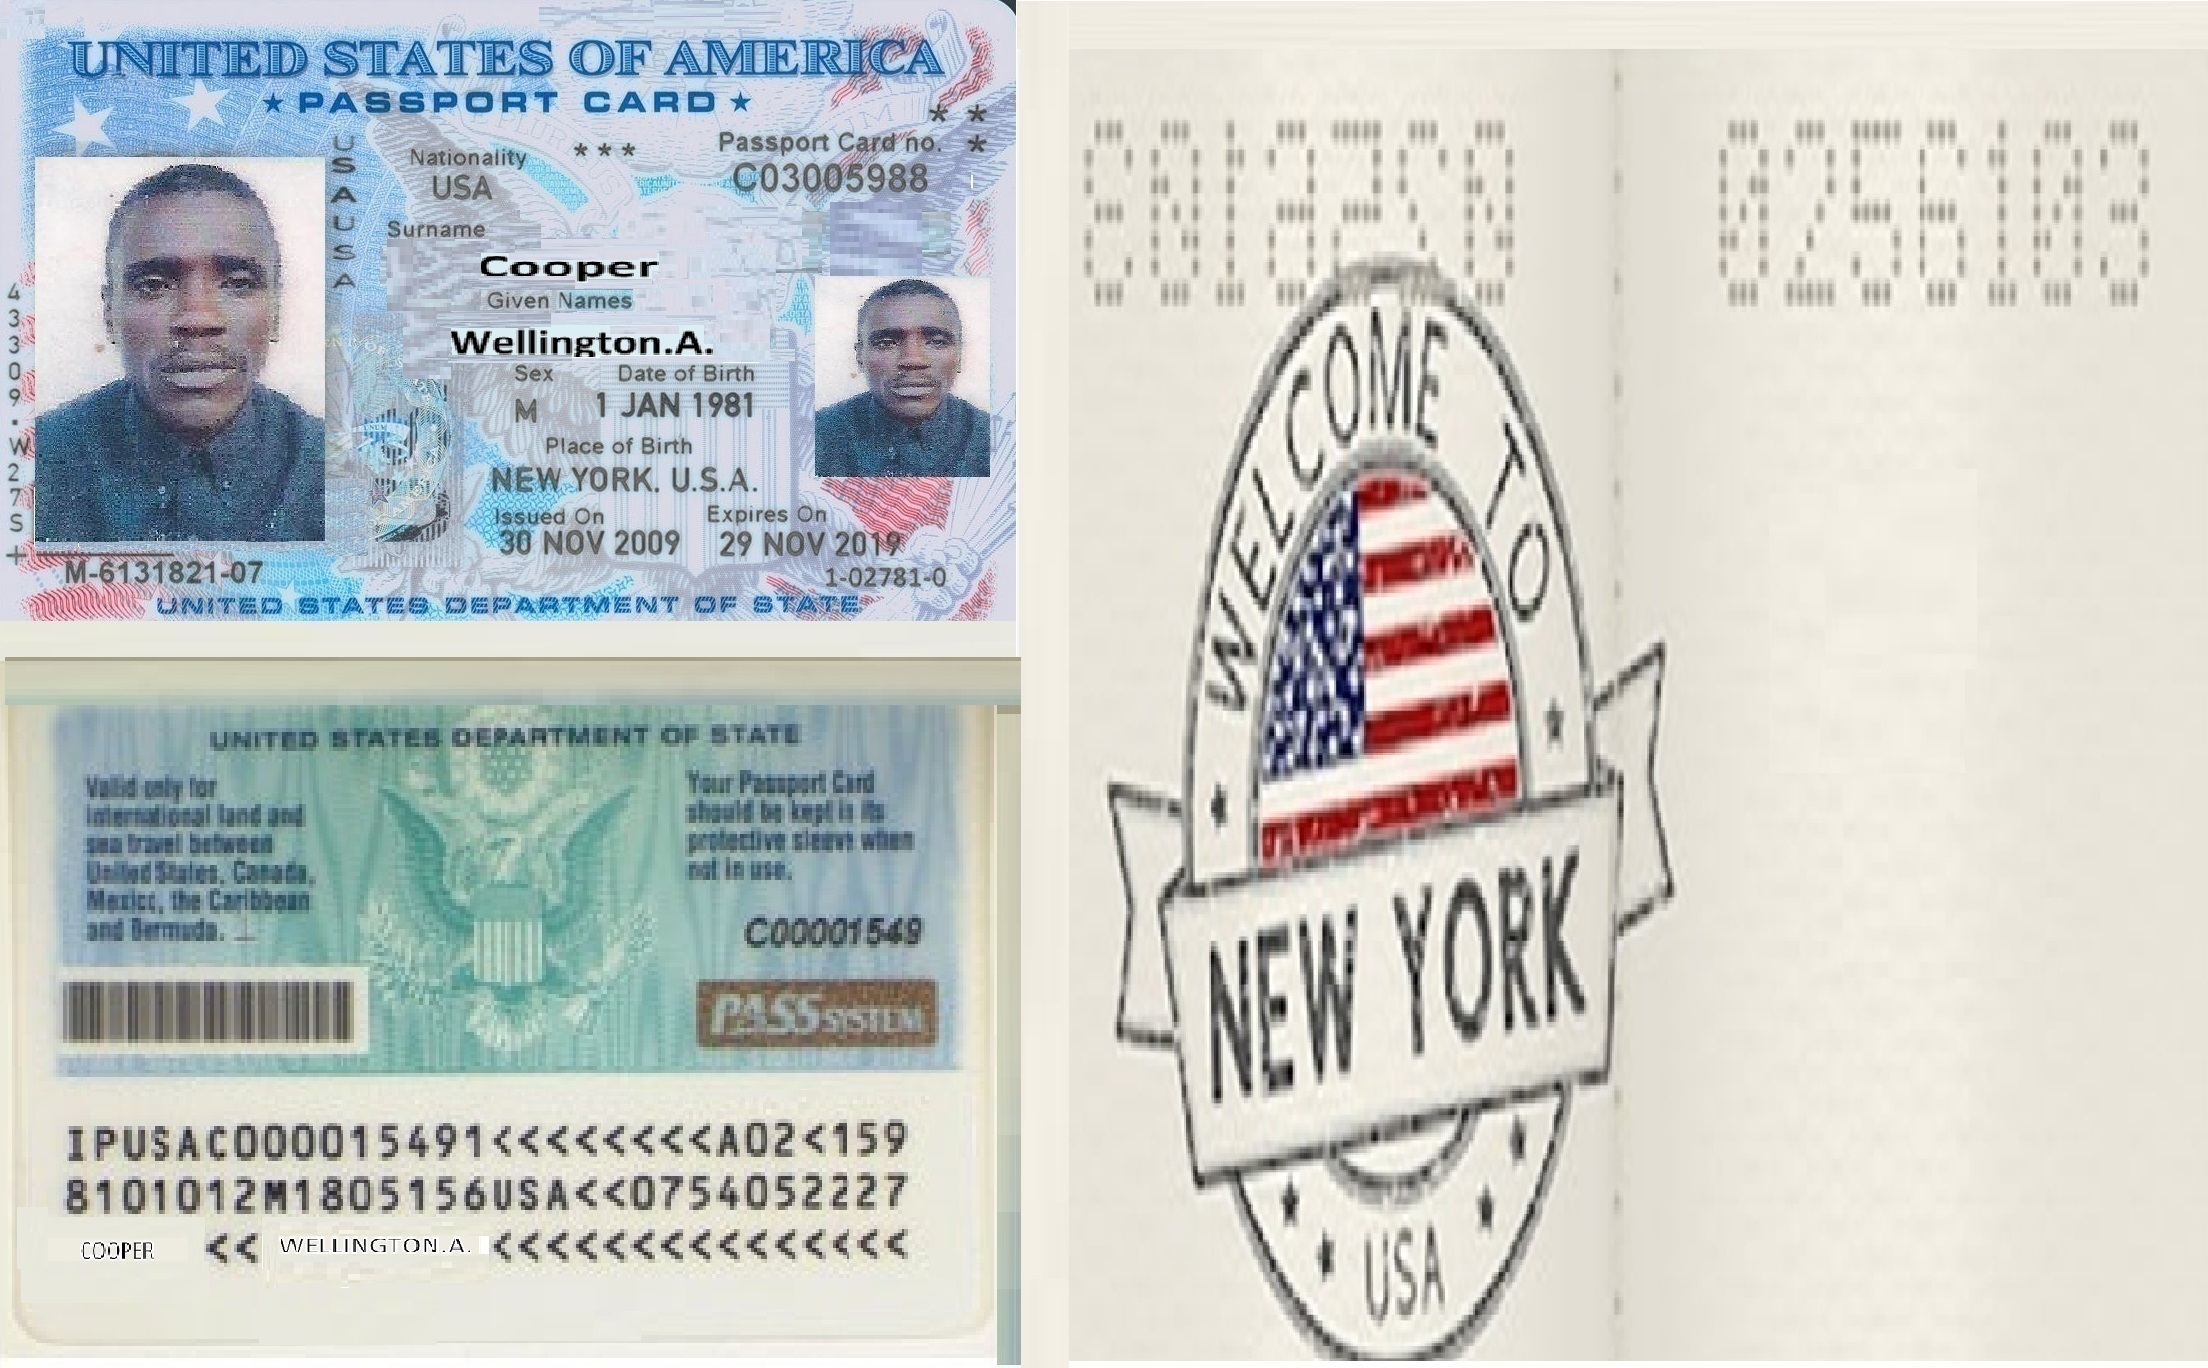 UNITED STATES OF AMERICA
★ PASSPORT CARD ★
USAUSA
Nationality
USA
* * *
Passport Card no.
* *
*
C03005988
Surname
Cooper
Given Names
Wellington.A.
Sex
Date of Birth
M
1 JAN 1981
Place of Birth
NEW YORK. U.S.A.
Issued On
Expires On
30 NOV 2009
29 NOV 2019
43309.W27S+
M-6131821-07
1-02781-0
UNITED STATES DEPARTMENT OF STATE
UNITED STATES DEPARTMENT OF STATE
Valid only for
international land and
sea travel between
United States, Canada,
Mexico, the Caribbean
and Bermuda.
Your Passport Card
should be kept in its
protective sleeve when
not in use.
C00001549
PASS SYSTEM
IPUSAC000015491<<<<<<<<A02<159
8101012M1805156USA<<0754052227
COOPER << WELLINGTON.A. <<<<<<<<<<<<<<<
0256103
WELCOME TO
NEW YORK
USA